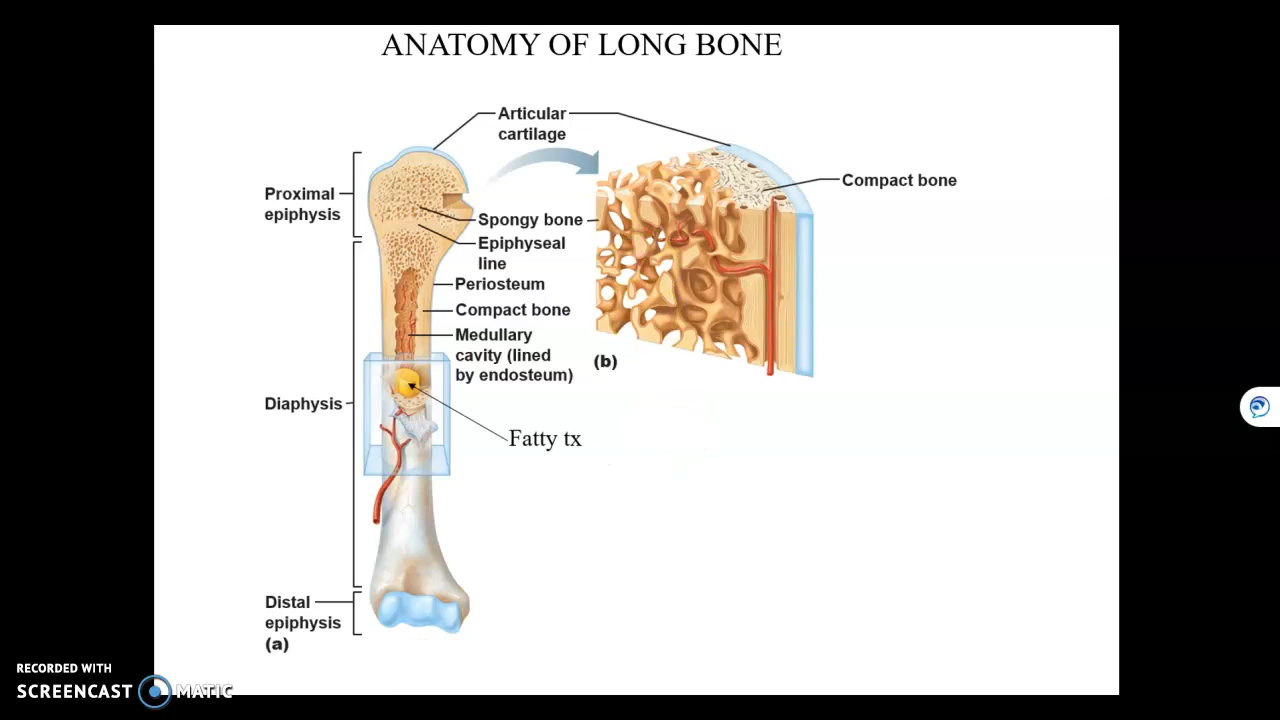 ANATOMY OF LONG BONE
Articular
cartilage
Compact bone
Proximal
epiphysis
Spongy bone
Epiphyseal
line
Periosteum
Compact bone
Medullary
cavity (lined
by endosteum)
(b)
Diaphysis
Fatty tx
Distal
epiphysis
(a)
RECORDED WITH
SCREENCAST MATIC